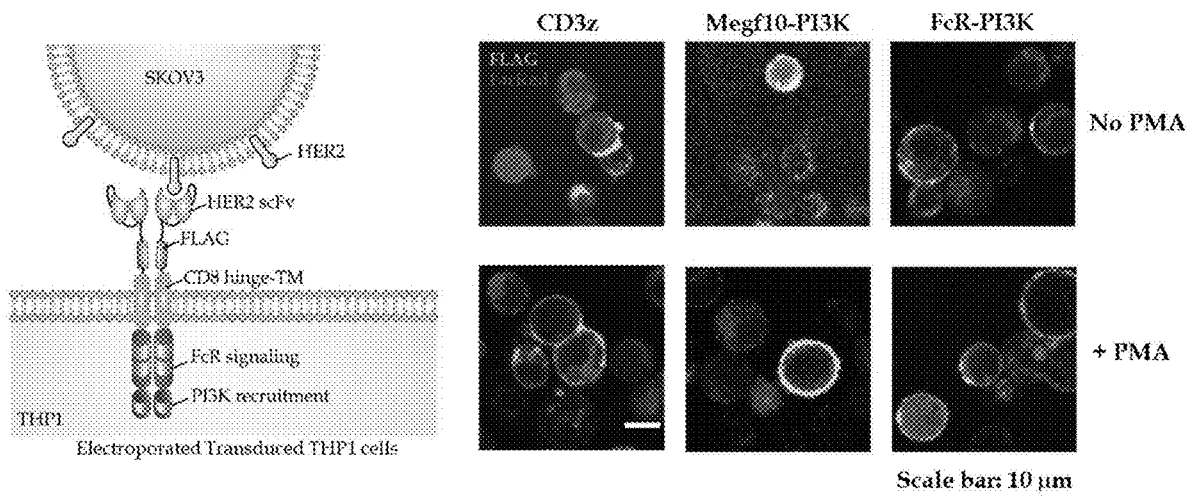 SKOV3
HER2
HER2 scFv
FLAG
CD8 hinge-TM
FcR signaling
PI3K recruitment
THP1
Electroporated Transduced THP1 cells
CD3z
Megf10-PI3K
FcR-PI3K
FLAG
No PMA
+ PMA
Scale bar: 10 μm